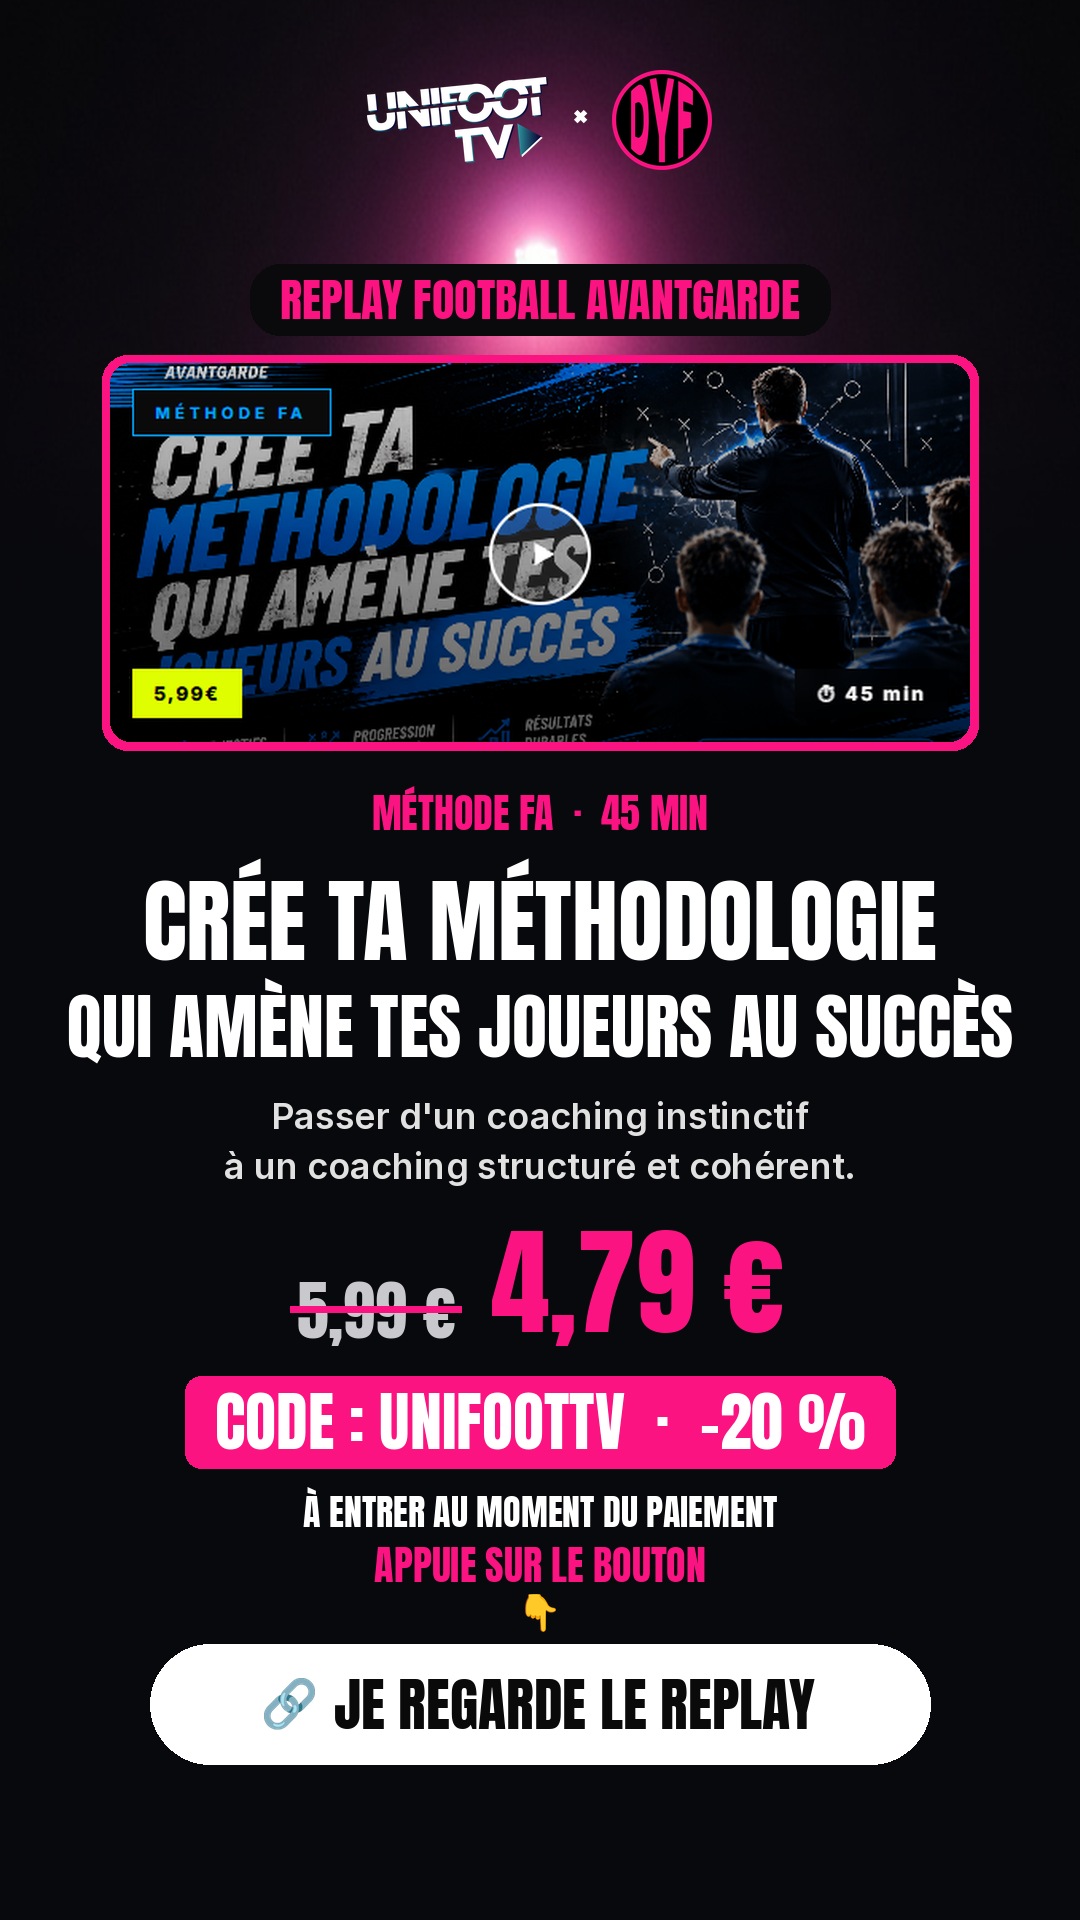 UNIFOOT
TV
DYF
REPLAY FOOTBALL AVANTGARDE
AVANTGARDE
MÉTHODE FA
CRÉE TA
MÉTHODOLOGIE
QUI AMÈNE TES
JOUEURS AU SUCCÈS
5,99€
⏱ 45 min
PROGRESSION
RÉSULTATS
DURABLES
MÉTHODE FA · 45 MIN
CRÉE TA MÉTHODOLOGIE
QUI AMÈNE TES JOUEURS AU SUCCÈS
Passer d'un coaching instinctif
à un coaching structuré et cohérent.
5,99 € 4,79 €
CODE : UNIFOOTTV · -20 %
À ENTRER AU MOMENT DU PAIEMENT
APPUIE SUR LE BOUTON
👇
🔗 JE REGARDE LE REPLAY